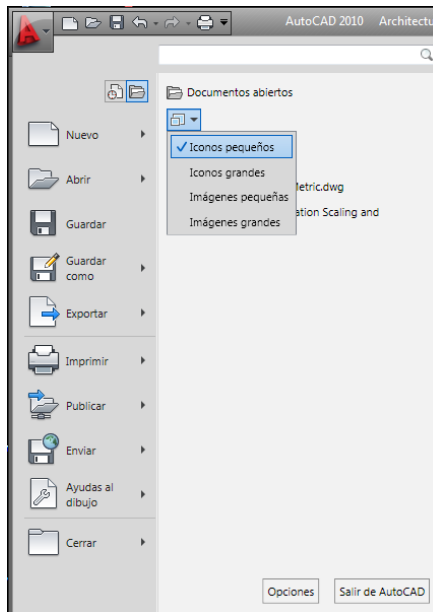 AutoCAD 2010 Architectu
Documentos abiertos
Nuevo
Iconos pequeños
Iconos grandes
Abrir
Metric.dwg
Imágenes pequeñas
ation Scaling and
Guardar
Imágenes grandes
Guardar
como
Exportar
Imprimir
Publicar
Enviar
Ayudas al
dibujo
Cerrar
Opciones
Salir de AutoCAD